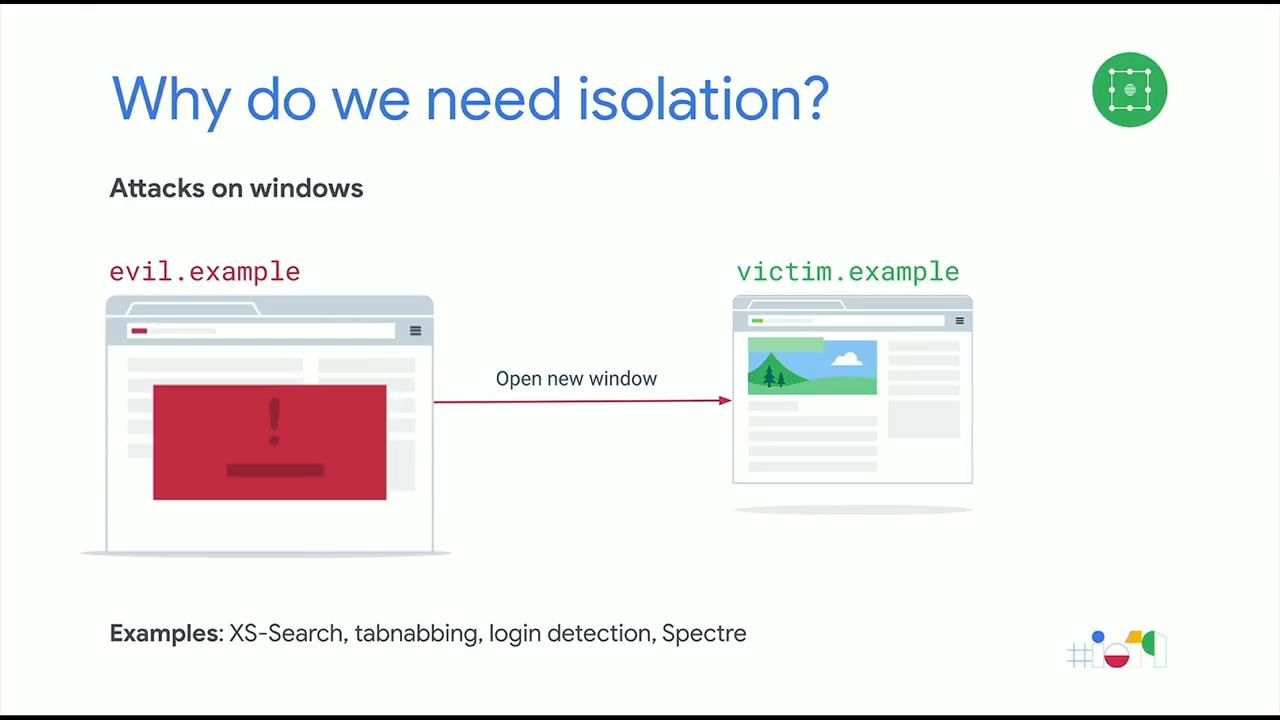 Why do we need isolation?
Attacks on windows
evil.example
victim.example
Open new window
Examples: XS-Search, tabnabbing, login detection, Spectre
#io19